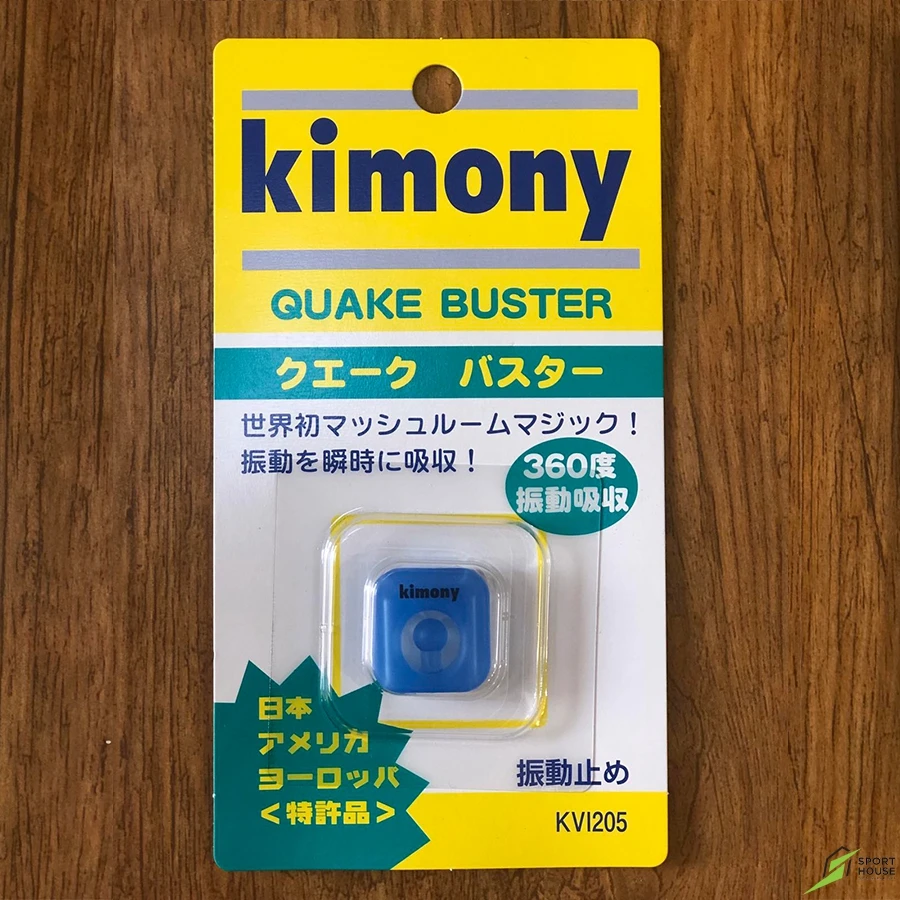 kimony
QUAKE BUSTER
クエーク バスター
世界初マッシュルームマジック！
振動を瞬時に吸収！
360度
振動吸収
kimony
日本
アメリカ
ヨーロッパ
＜特許品＞
振動止め
KVI205
SPORT
HOUSE